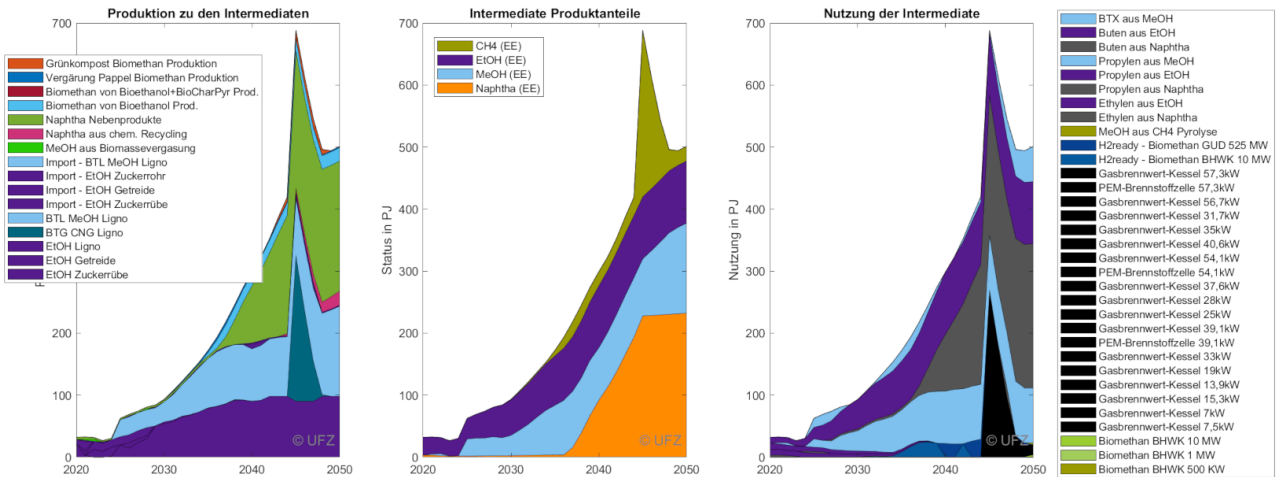 Produktion zu den Intermediaten
700
0
100
200
2020
2030
2040
2050
Grünkompost Biomethan Produktion
Vergärung Pappel Biomethan Produktion
Biomethan von Bioethanol+BioCharPyr Prod.
Biomethan von Bioethanol Prod.
Naphtha Nebenprodukte
Naphtha aus chem. Recycling
MeOH aus Biomassevergasung
Import - BTL MeOH Ligno
Import - EtOH Zuckerrohr
Import - EtOH Getreide
Import - EtOH Zuckerrübe
BTL MeOH Ligno
BTG CNG Ligno
EtOH Ligno
EtOH Getreide
EtOH Zuckerrübe
© UFZ
Intermediate Produktanteile
Status in PJ
700
600
500
400
300
200
100
0
2020
2030
2040
2050
CH4 (EE)
EtOH (EE)
MeOH (EE)
Naphtha (EE)
© UFZ
Nutzung der Intermediate
Nutzung in PJ
700
600
500
400
300
200
100
0
2020
2030
2040
2050
© UFZ
BTX aus MeOH
Buten aus EtOH
Buten aus Naphtha
Propylen aus MeOH
Propylen aus EtOH
Propylen aus Naphtha
Ethylen aus EtOH
Ethylen aus Naphtha
MeOH aus CH4 Pyrolyse
H2ready - Biomethan GUD 525 MW
H2ready - Biomethan BHWK 10 MW
Gasbrennwert-Kessel 57,3kW
PEM-Brennstoffzelle 57,3kW
Gasbrennwert-Kessel 56,7kW
Gasbrennwert-Kessel 31,7kW
Gasbrennwert-Kessel 35kW
Gasbrennwert-Kessel 40,6kW
Gasbrennwert-Kessel 54,1kW
PEM-Brennstoffzelle 54,1kW
Gasbrennwert-Kessel 37,6kW
Gasbrennwert-Kessel 28kW
Gasbrennwert-Kessel 25kW
Gasbrennwert-Kessel 39,1kW
PEM-Brennstoffzelle 39,1kW
Gasbrennwert-Kessel 33kW
Gasbrennwert-Kessel 19kW
Gasbrennwert-Kessel 13,9kW
Gasbrennwert-Kessel 15,3kW
Gasbrennwert-Kessel 7kW
Gasbrennwert-Kessel 7,5kW
Biomethan BHWK 10 MW
Biomethan BHWK 1 MW
Biomethan BHWK 500 KW